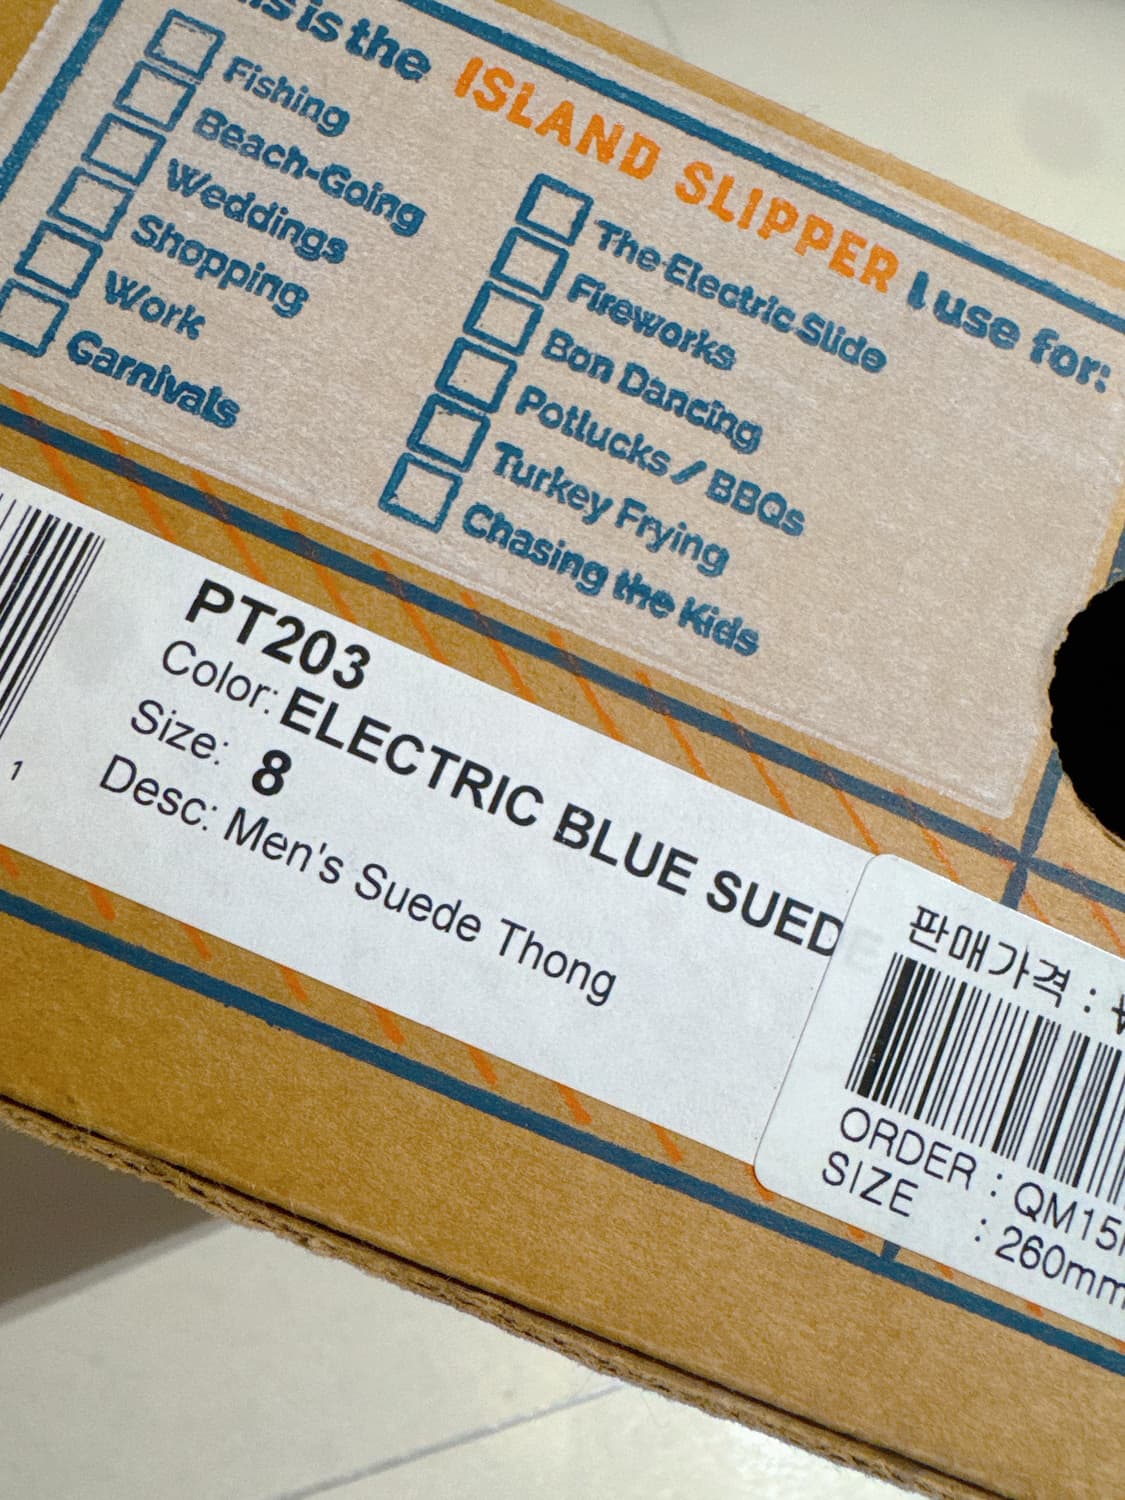 is the ISLAND SLIPPER I use for:
Fishing
Beach-Going
Weddings
Shopping
Work
Carnivals
The Electric Slide
Fireworks
Bon Dancing
Potlucks / BBQs
Turkey Frying
Chasing the Kids
PT203
Color: ELECTRIC BLUE SUEDE
Size: 8
Desc: Men's Suede Thong
1
판매가격 : ₩
ORDER : QM15
SIZE : 260mm